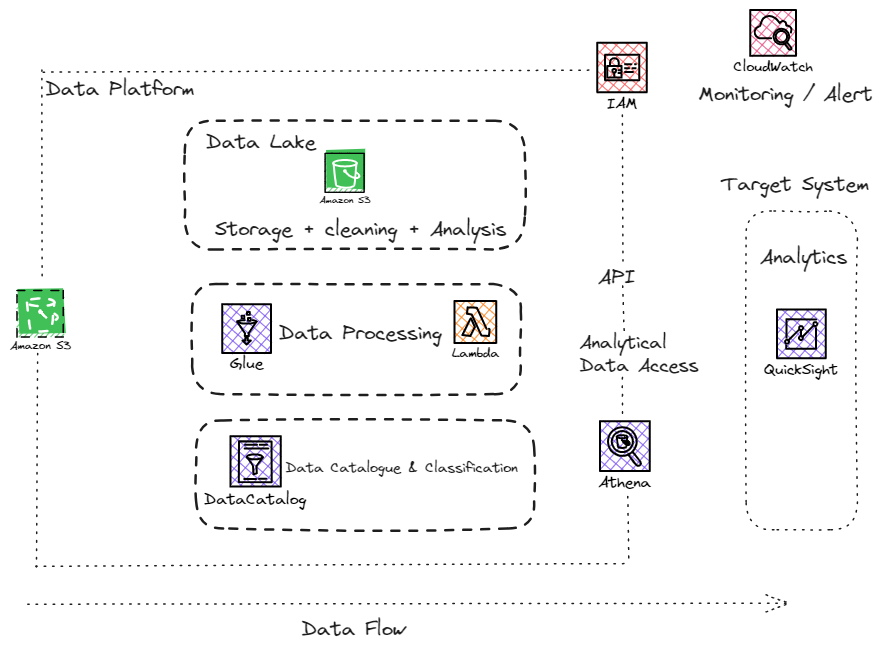 CloudWatch
Monitoring / Alert
Data Platform
IAM
Data Lake
Amazon S3
Storage + cleaning + Analysis
Target System
Analytics
API
Amazon S3
Glue
Data Processing
Lambda
Analytical
Data Access
QuickSight
DataCatalog
Data Catalogue & Classification
Athena
Data Flow